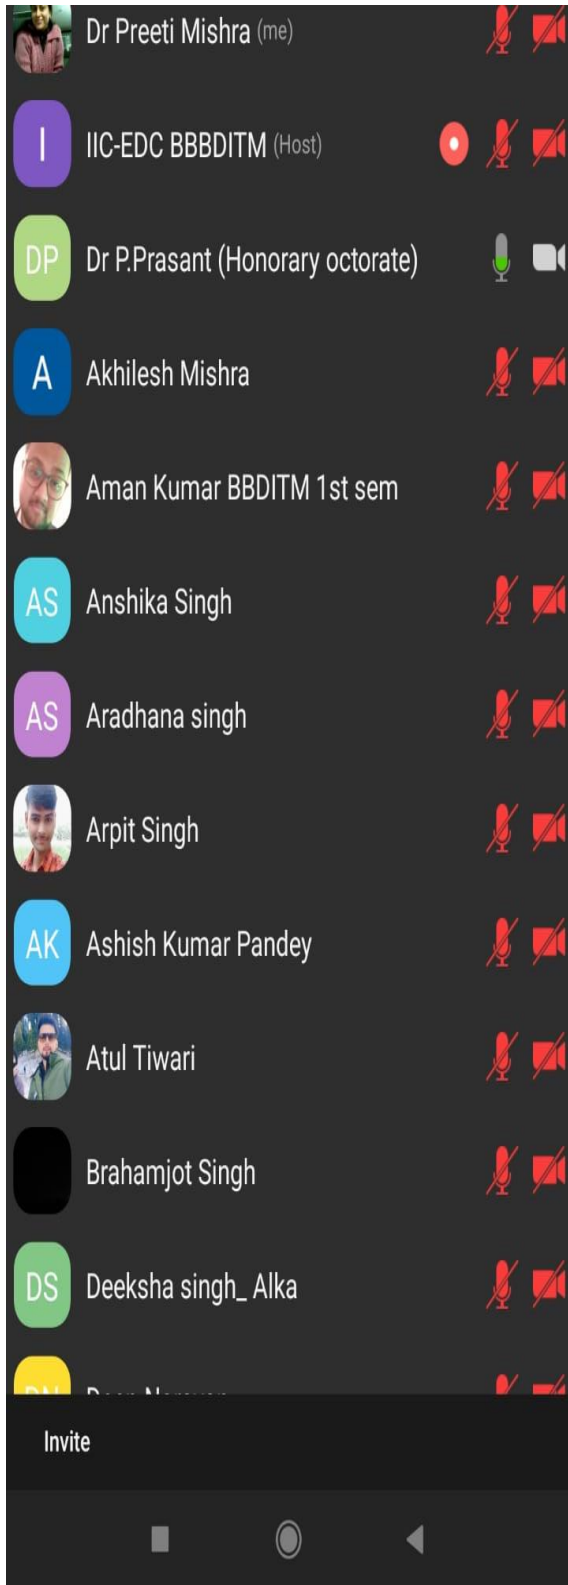 Dr Preeti Mishra (me)
I IIC-EDC BBBDITM (Host)
DP Dr P.Prasant (Honorary octorate)
A Akhilesh Mishra
Aman Kumar BBDITM 1st sem
AS Anshika Singh
AS Aradhana singh
Arpit Singh
AK Ashish Kumar Pandey
Atul Tiwari
Brahamjot Singh
DS Deeksha singh_ Alka
Invite